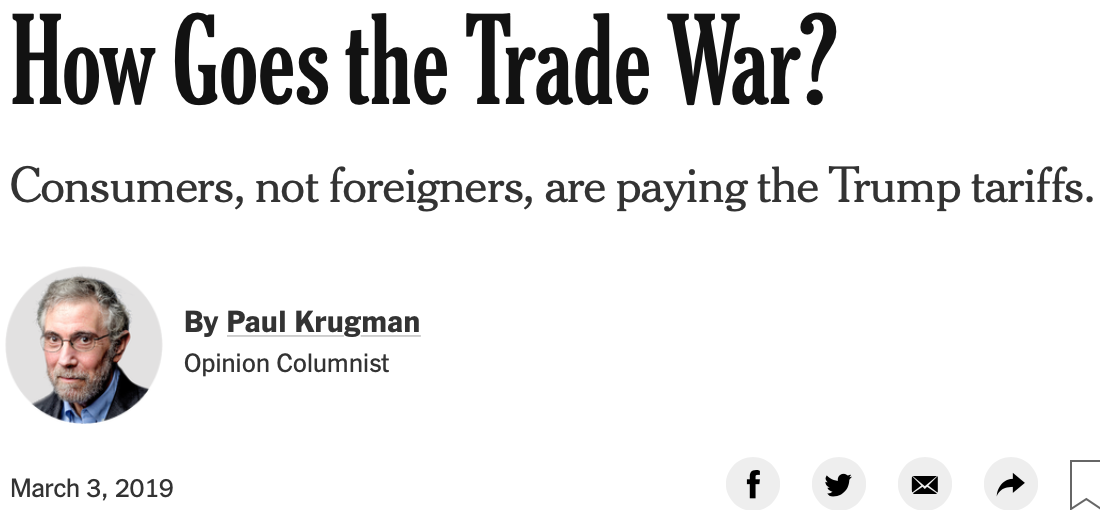 How Goes the Trade War?
Consumers, not foreigners, are paying the Trump tariffs.
By Paul Krugman
Opinion Columnist
March 3, 2019